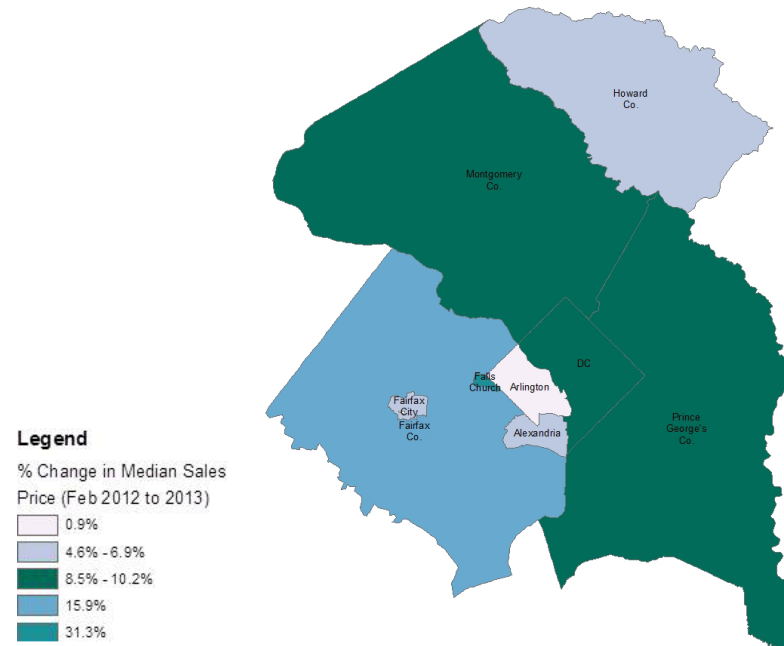 Howard
Co.
Montgomery
Co.
DC
Falls
Church
Arlington
Fairfax
City
Fairfax
Co.
Alexandria
Prince
George's
Co.
Legend
% Change in Median Sales
Price (Feb 2012 to 2013)
0.9%
4.6% - 6.9%
8.5% - 10.2%
15.9%
31.3%